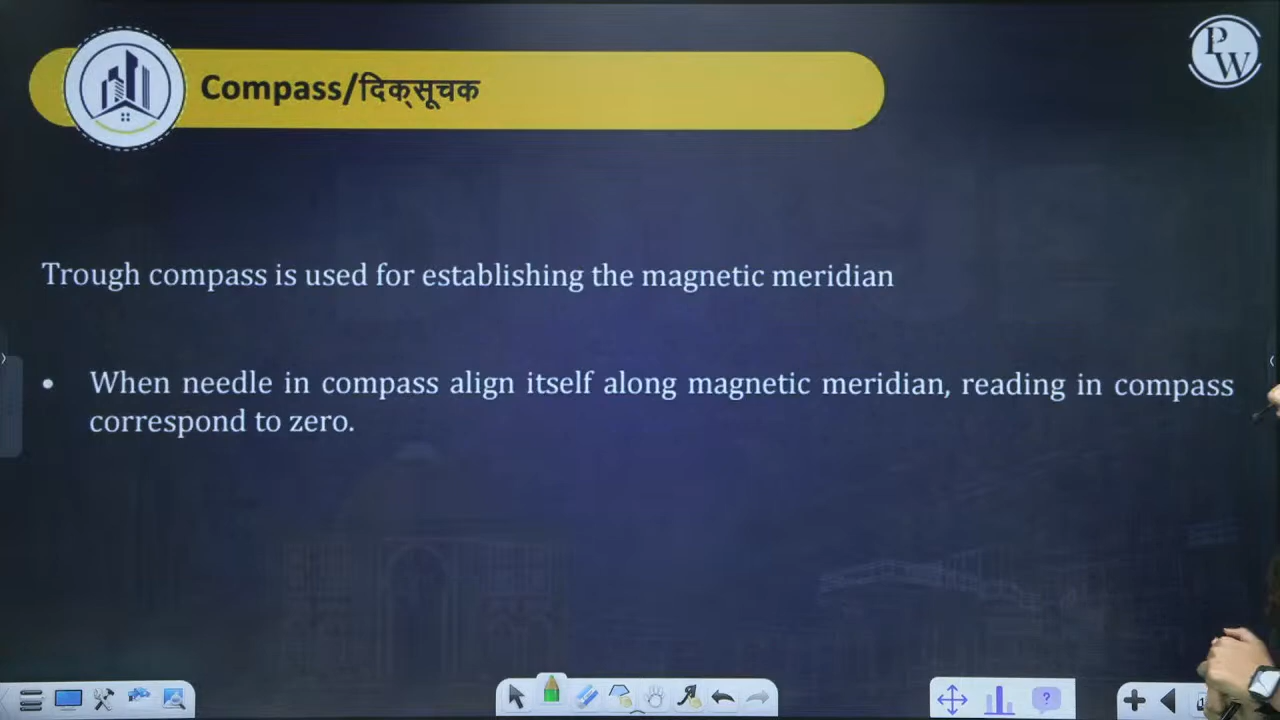 Compass/दिक्सूचक
PW
Trough compass is used for establishing the magnetic meridian
• When needle in compass align itself along magnetic meridian, reading in compass
correspond to zero.